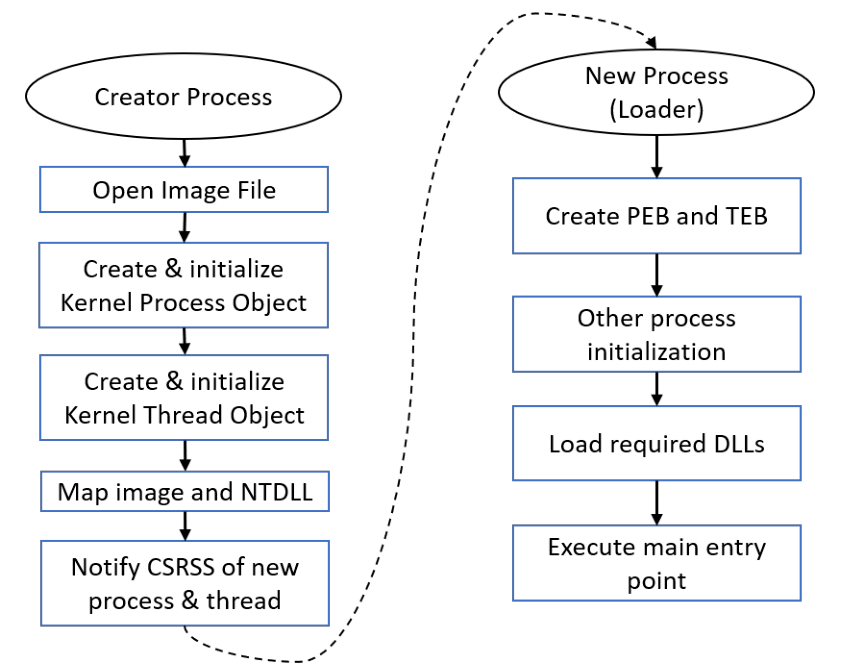 Creator Process
Open Image File
Create & initialize
Kernel Process Object
Create & initialize
Kernel Thread Object
Map image and NTDLL
Notify CSRSS of new
process & thread
New Process
(Loader)
Create PEB and TEB
Other process
initialization
Load required DLLs
Execute main entry
point